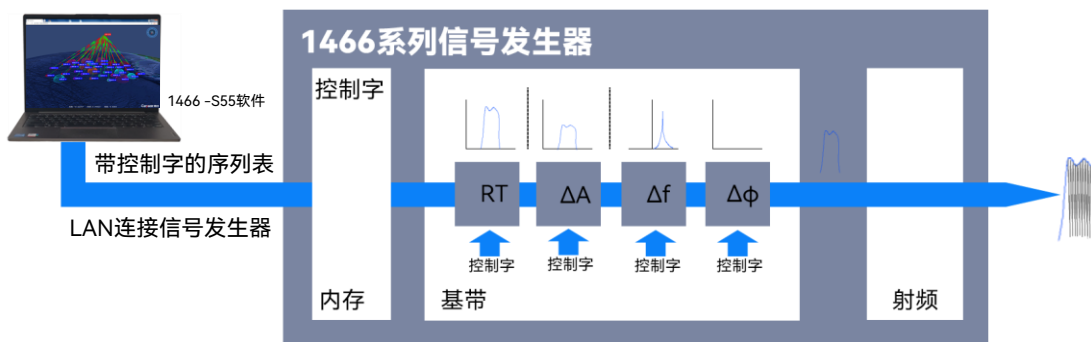 1466系列信号发生器
1466 -S55软件
控制字
带控制字的序列表
RT
ΔA
Δf
Δφ
LAN连接信号发生器
控制字
控制字
控制字
控制字
内存
基带
射频